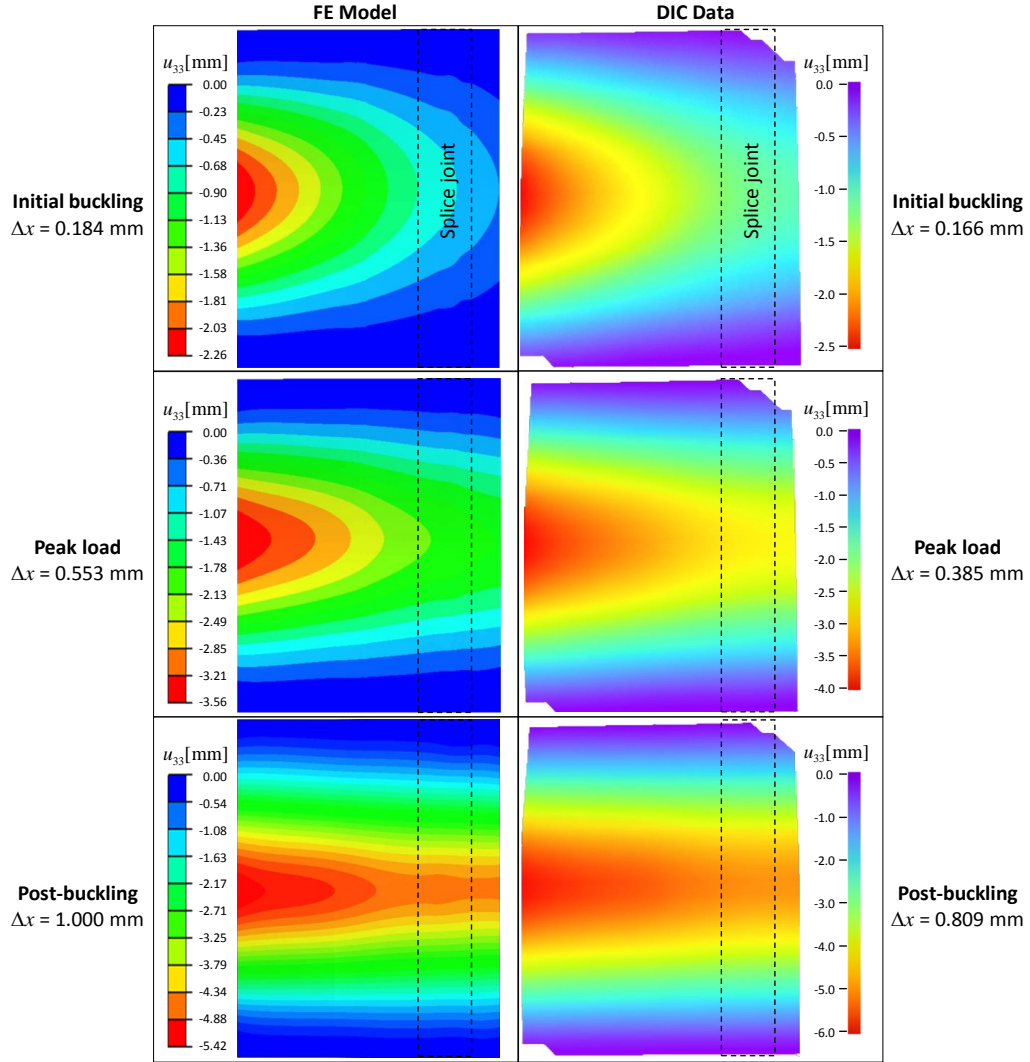 FE Model
DIC Data
Initial buckling
Δx = 0.184 mm
u33[mm]
0.00
-0.23
-0.45
-0.68
-0.90
-1.13
-1.36
-1.58
-1.81
-2.03
-2.26
Splice joint
Splice joint
u33[mm]
0.0
-0.5
-1.0
-1.5
-2.0
-2.5
Initial buckling
Δx = 0.166 mm
Peak load
Δx = 0.553 mm
u33[mm]
0.00
-0.36
-0.71
-1.07
-1.43
-1.78
-2.13
-2.49
-2.85
-3.21
-3.56
u33[mm]
0.0
-0.5
-1.0
-1.5
-2.0
-2.5
-3.0
-3.5
-4.0
Peak load
Δx = 0.385 mm
Post-buckling
Δx = 1.000 mm
u33[mm]
0.00
-0.54
-1.08
-1.63
-2.17
-2.71
-3.25
-3.79
-4.34
-4.88
-5.42
u33[mm]
0.0
-1.0
-2.0
-3.0
-4.0
-5.0
-6.0
Post-buckling
Δx = 0.809 mm